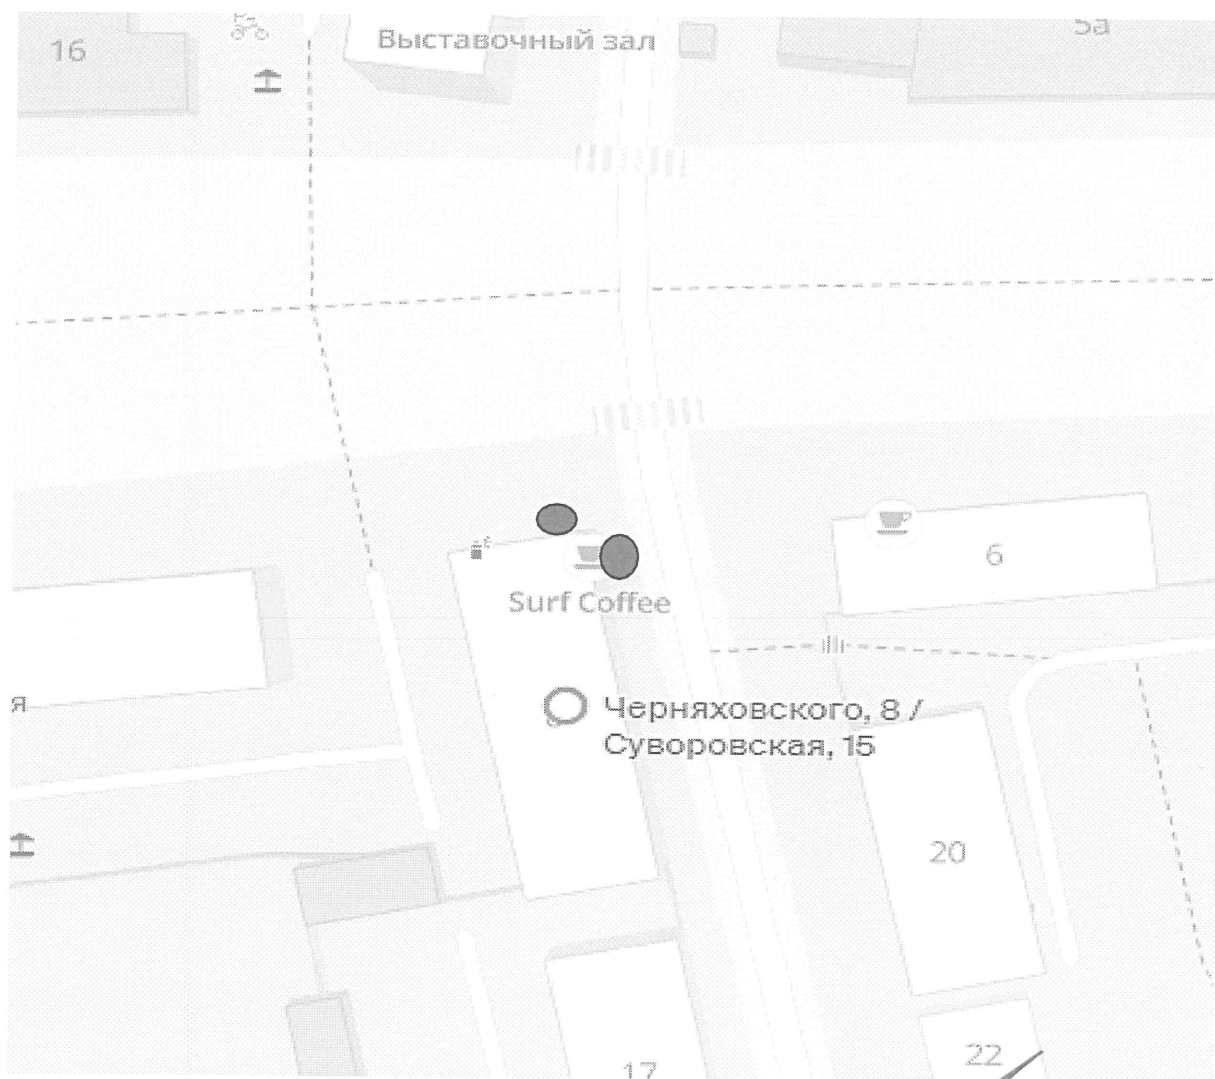 16
Выставочный зал
5а
6
Surf Coffee
я
Черняховского, 8 /
Суворовская, 15
20
17
22